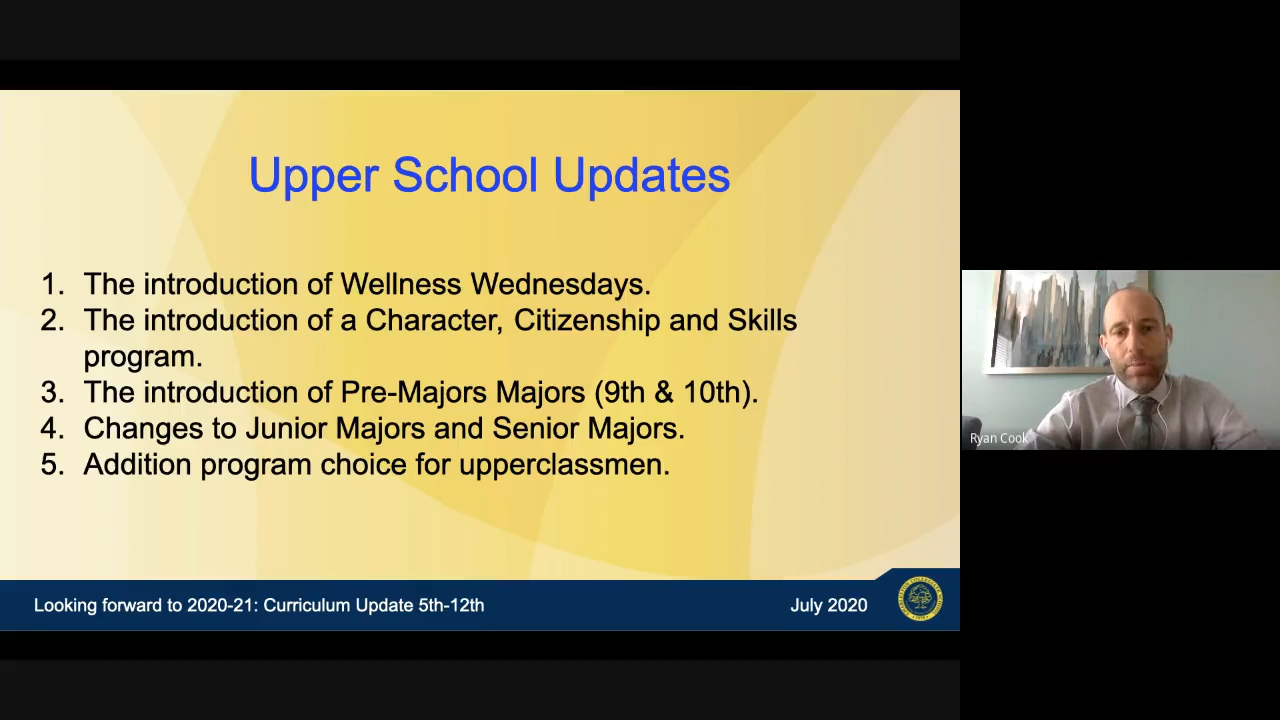 Upper School Updates
1. The introduction of Wellness Wednesdays.
2. The introduction of a Character, Citizenship and Skills
program.
3. The introduction of Pre-Majors Majors (9th & 10th).
4. Changes to Junior Majors and Senior Majors.
5. Addition program choice for upperclassmen.
Ryan Cook
Looking forward to 2020-21: Curriculum Update 5th-12th
July 2020